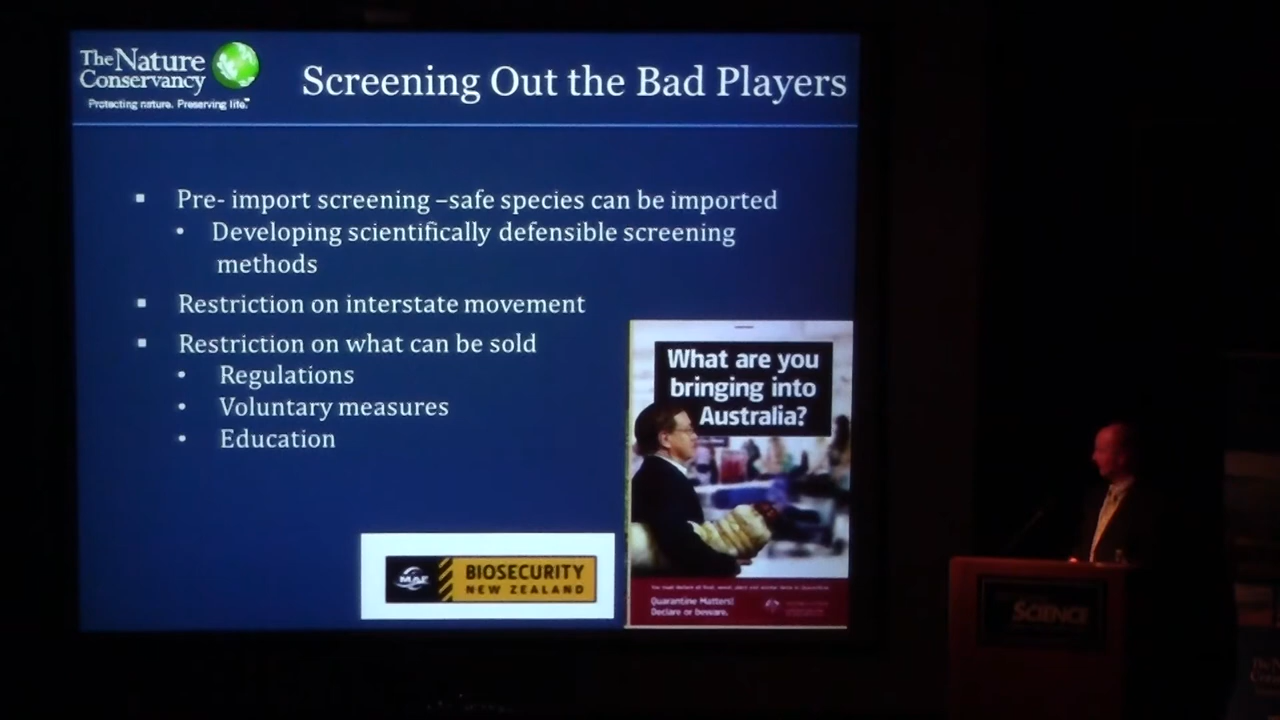 The Nature
Conservancy
Protecting nature. Preserving life.™
Screening Out the Bad Players
▪ Pre- import screening –safe species can be imported
• Developing scientifically defensible screening
methods
▪ Restriction on interstate movement
▪ Restriction on what can be sold
• Regulations
• Voluntary measures
• Education
What are you
bringing into
Australia?
Quarantine Matters!
Declare or beware.
MAF
BIOSECURITY
NEW ZEALAND
SCIENCE